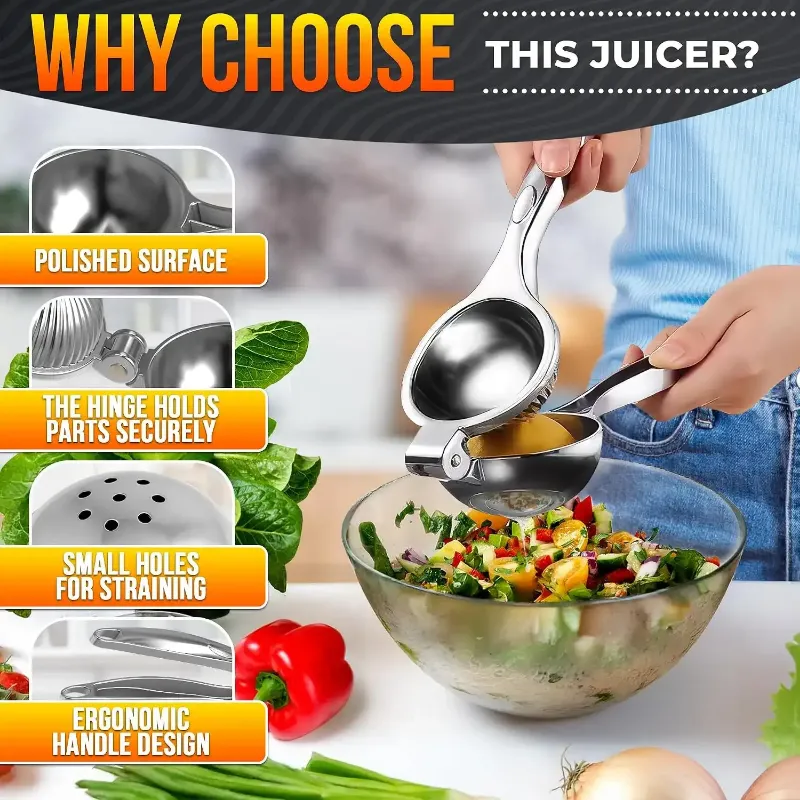 WHY CHOOSE THIS JUICER?
POLISHED SURFACE
THE HINGE HOLDS
PARTS SECURELY
SMALL HOLES
FOR STRAINING
ERGONOMIC
HANDLE DESIGN